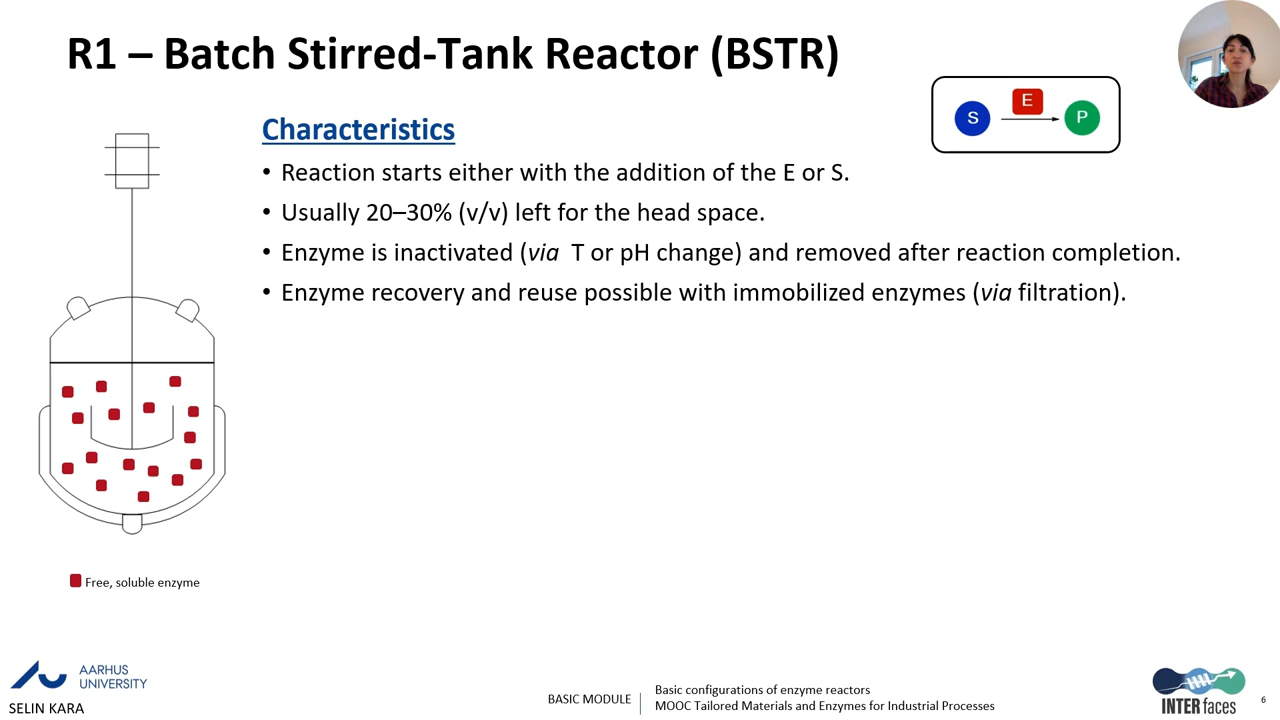 R1 – Batch Stirred-Tank Reactor (BSTR)
S
E
P
Characteristics
• Reaction starts either with the addition of the E or S.
• Usually 20–30% (v/v) left for the head space.
• Enzyme is inactivated (via T or pH change) and removed after reaction completion.
• Enzyme recovery and reuse possible with immobilized enzymes (via filtration).
Free, soluble enzyme
AARHUS
UNIVERSITY
SELIN KARA
BASIC MODULE
Basic configurations of enzyme reactors
MOOC Tailored Materials and Enzymes for Industrial Processes
INTERfaces
6